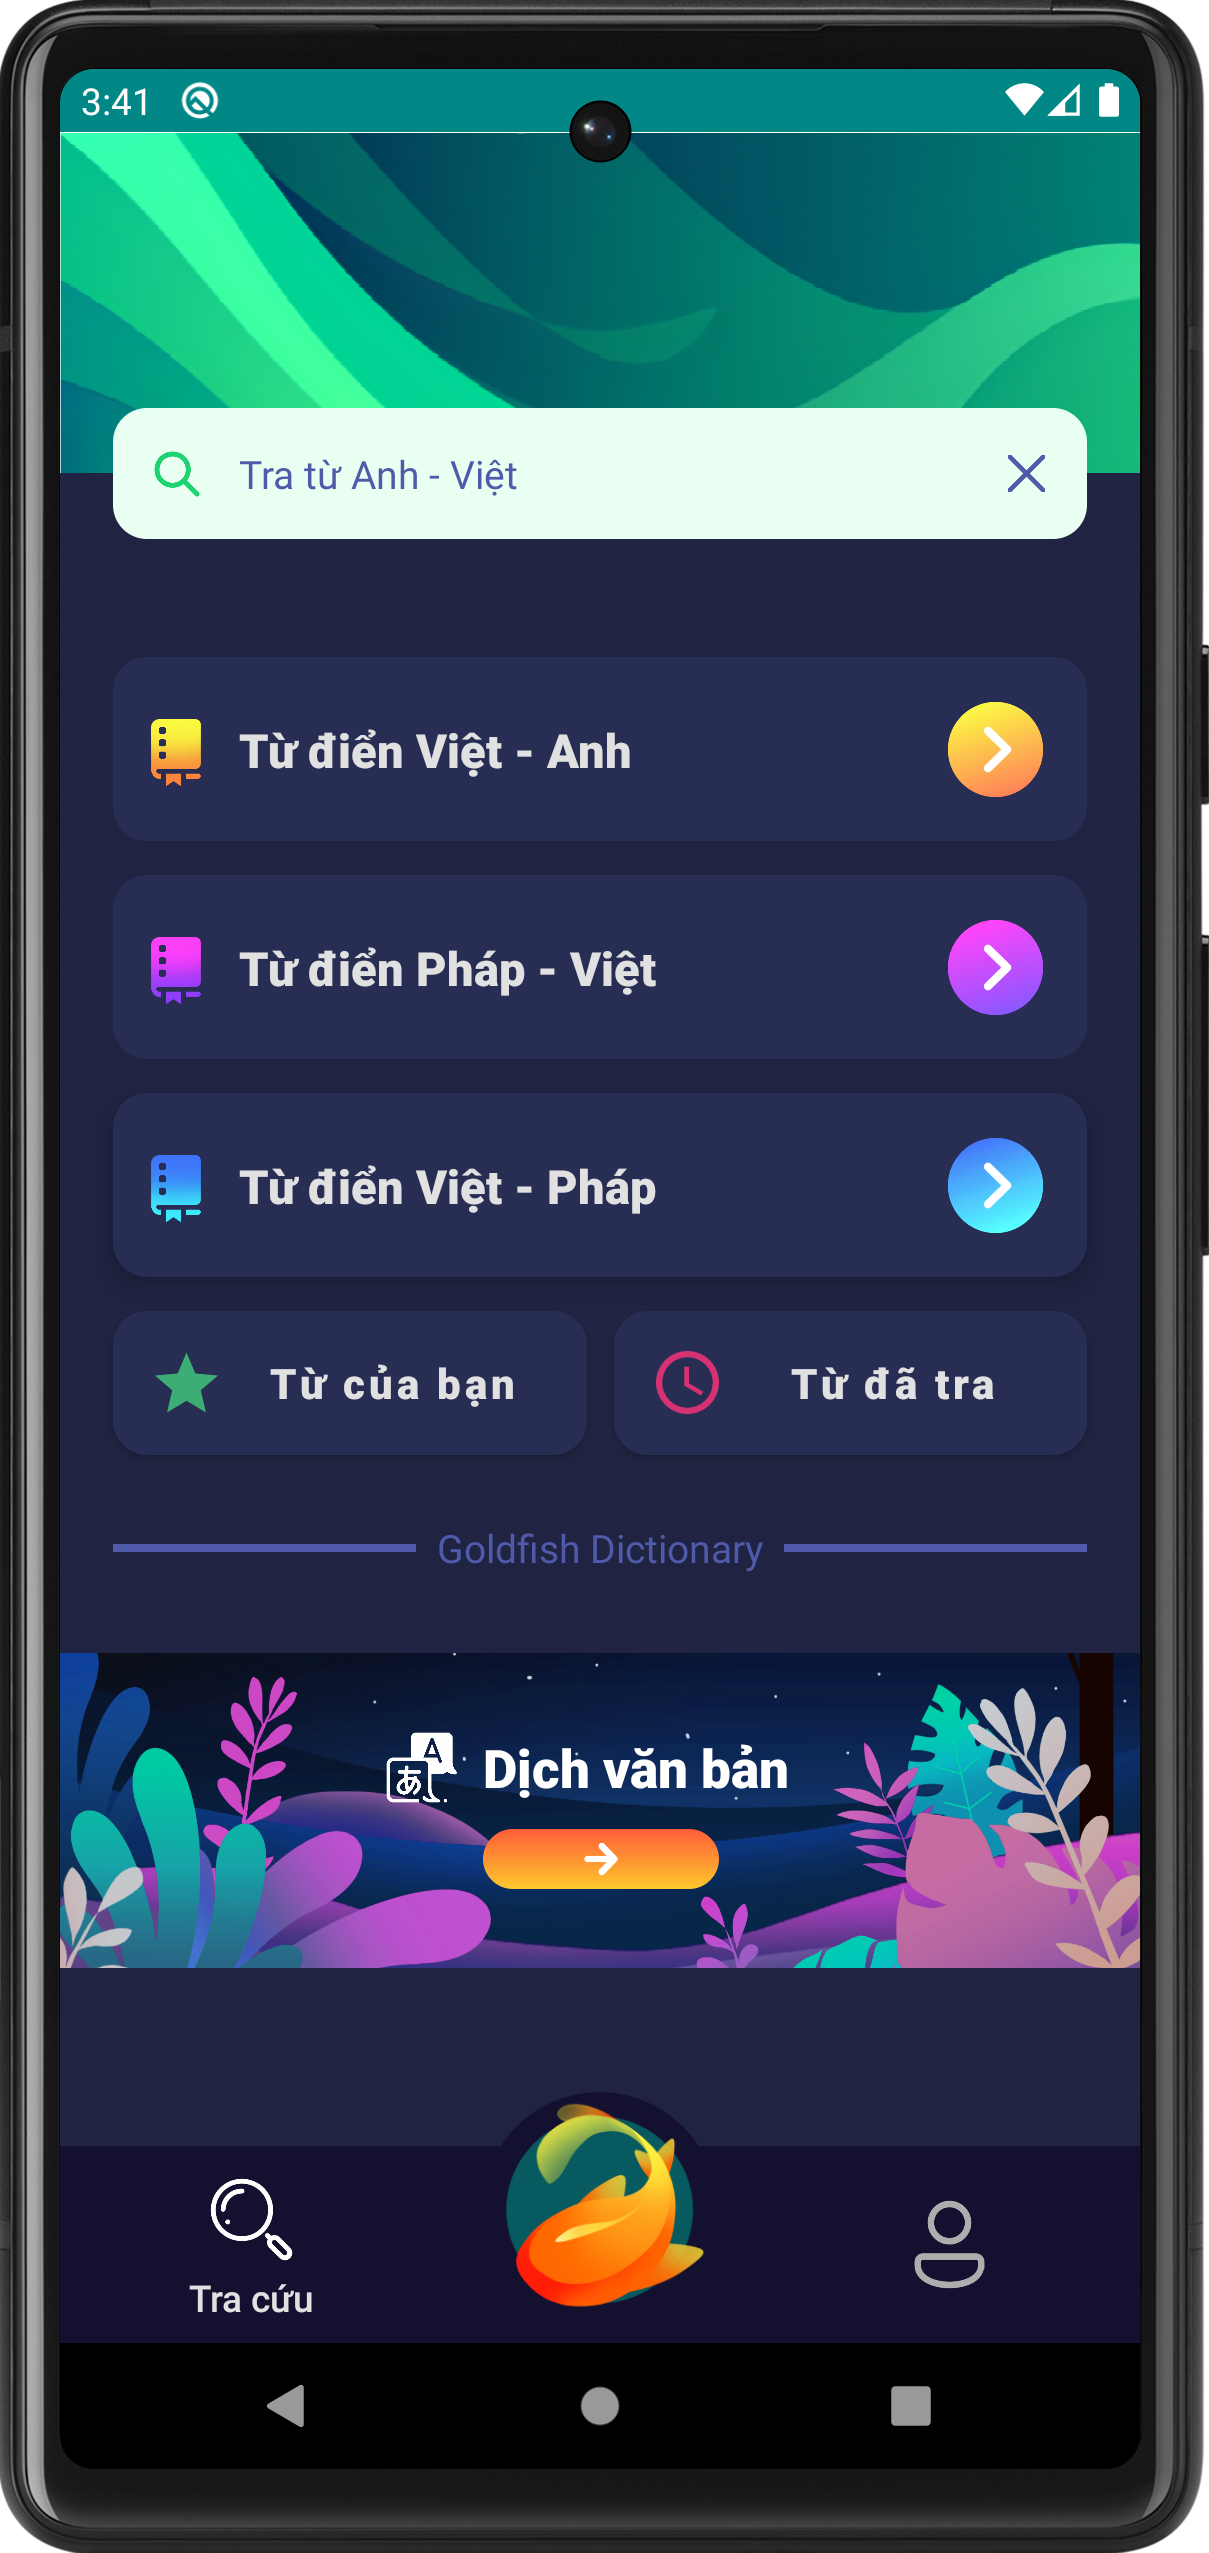 3:41
Tra từ Anh - Việt
Từ điển Việt - Anh
Từ điển Pháp - Việt
Từ điển Việt - Pháp
Từ của bạn
Từ đã tra
Goldfish Dictionary
A
あ
Dịch văn bản
Tra cứu